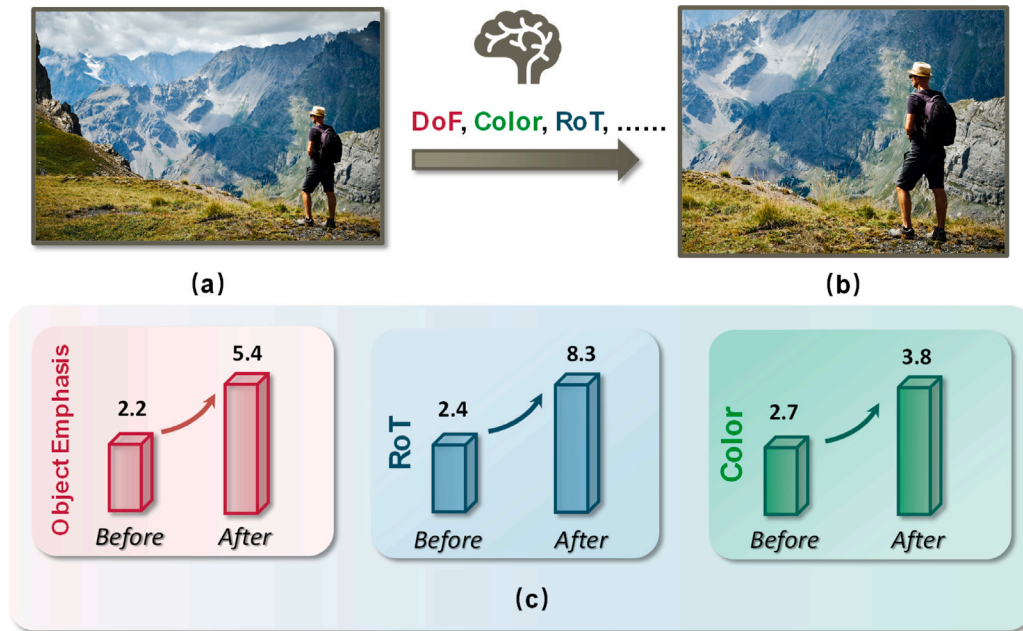 DoF, Color, RoT, ......
(a)
(b)
Object Emphasis
2.2
5.4
Before
After
RoT
2.4
8.3
Before
After
Color
2.7
3.8
Before
After
(c)